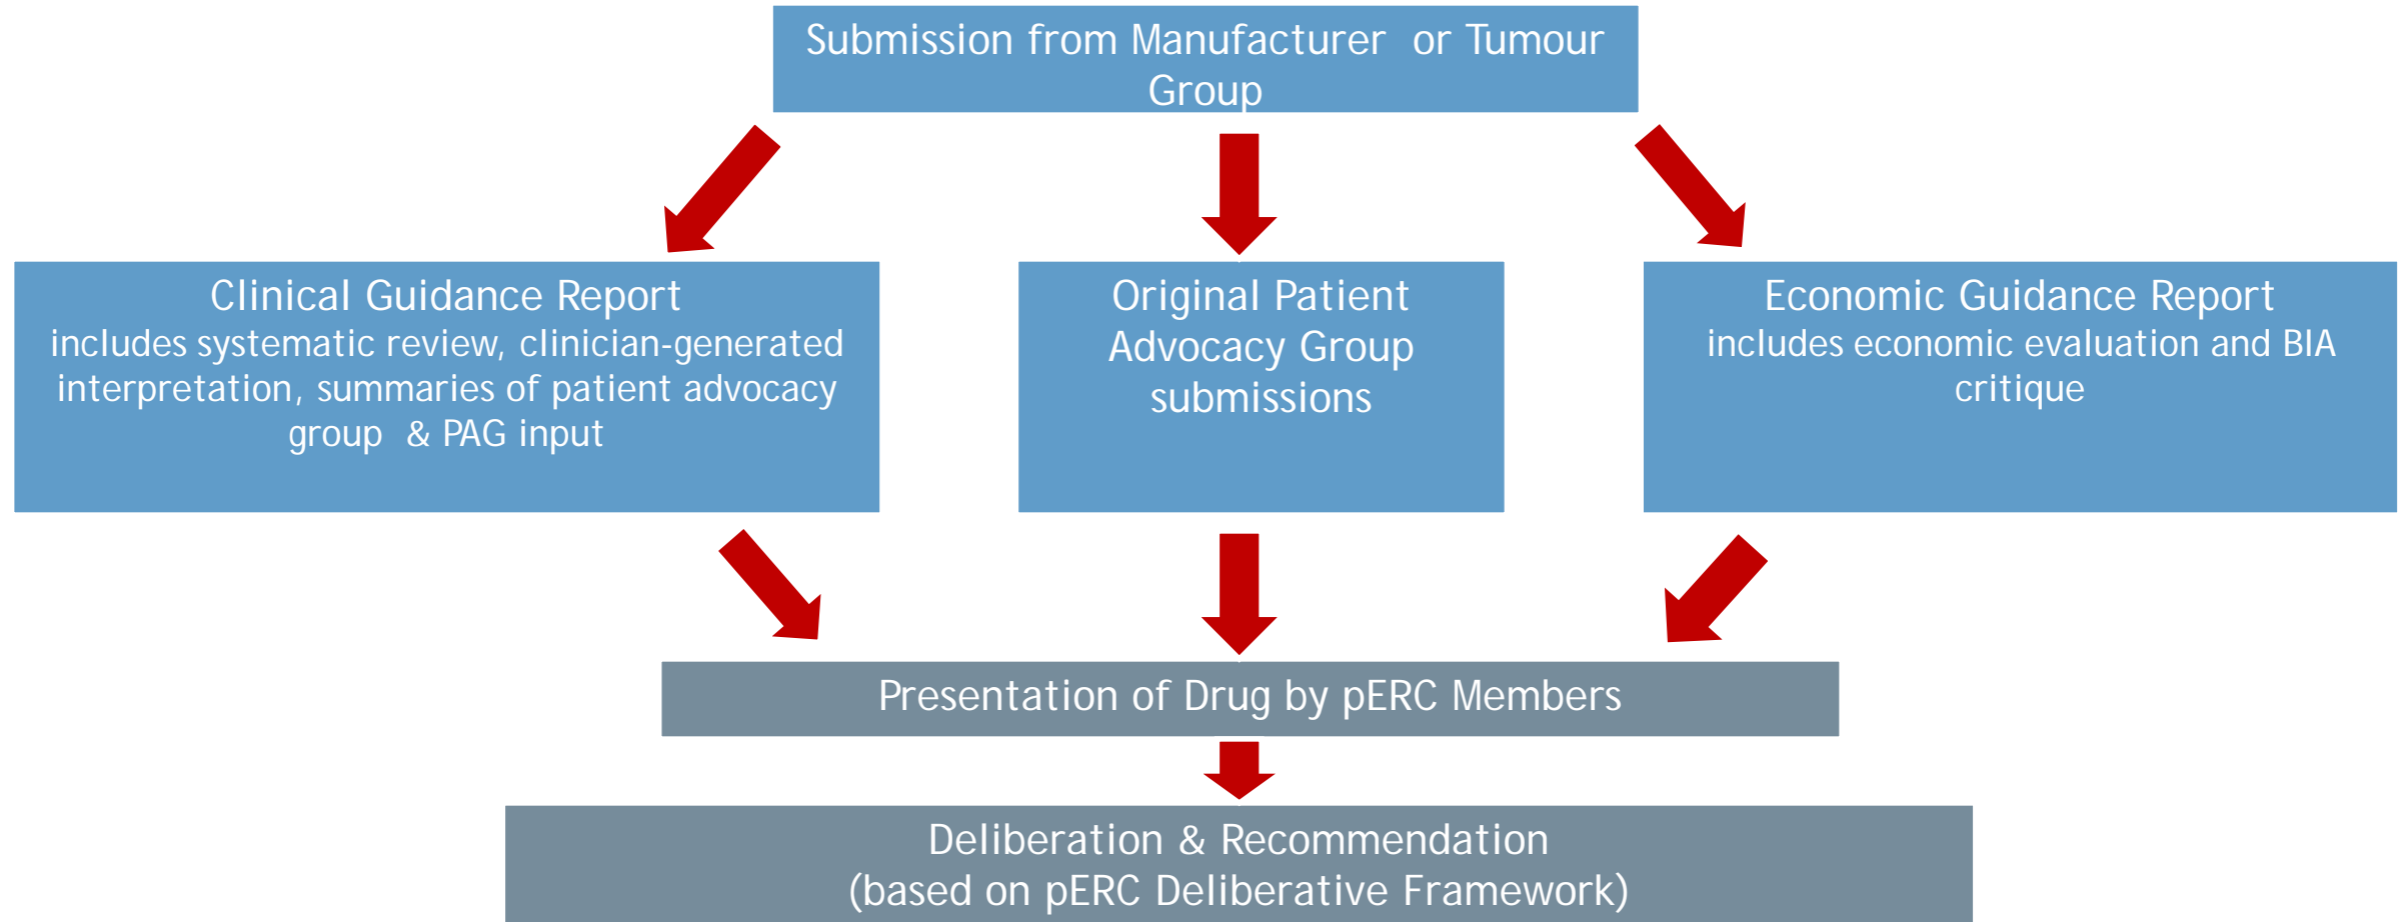 Submission from Manufacturer or Tumour
Group
Clinical Guidance Report
includes systematic review, clinician-generated
interpretation, summaries of patient advocacy
group & PAG input
Original Patient
Advocacy Group
submissions
Economic Guidance Report
includes economic evaluation and BIA
critique
Presentation of Drug by pERC Members
Deliberation & Recommendation
(based on pERC Deliberative Framework)